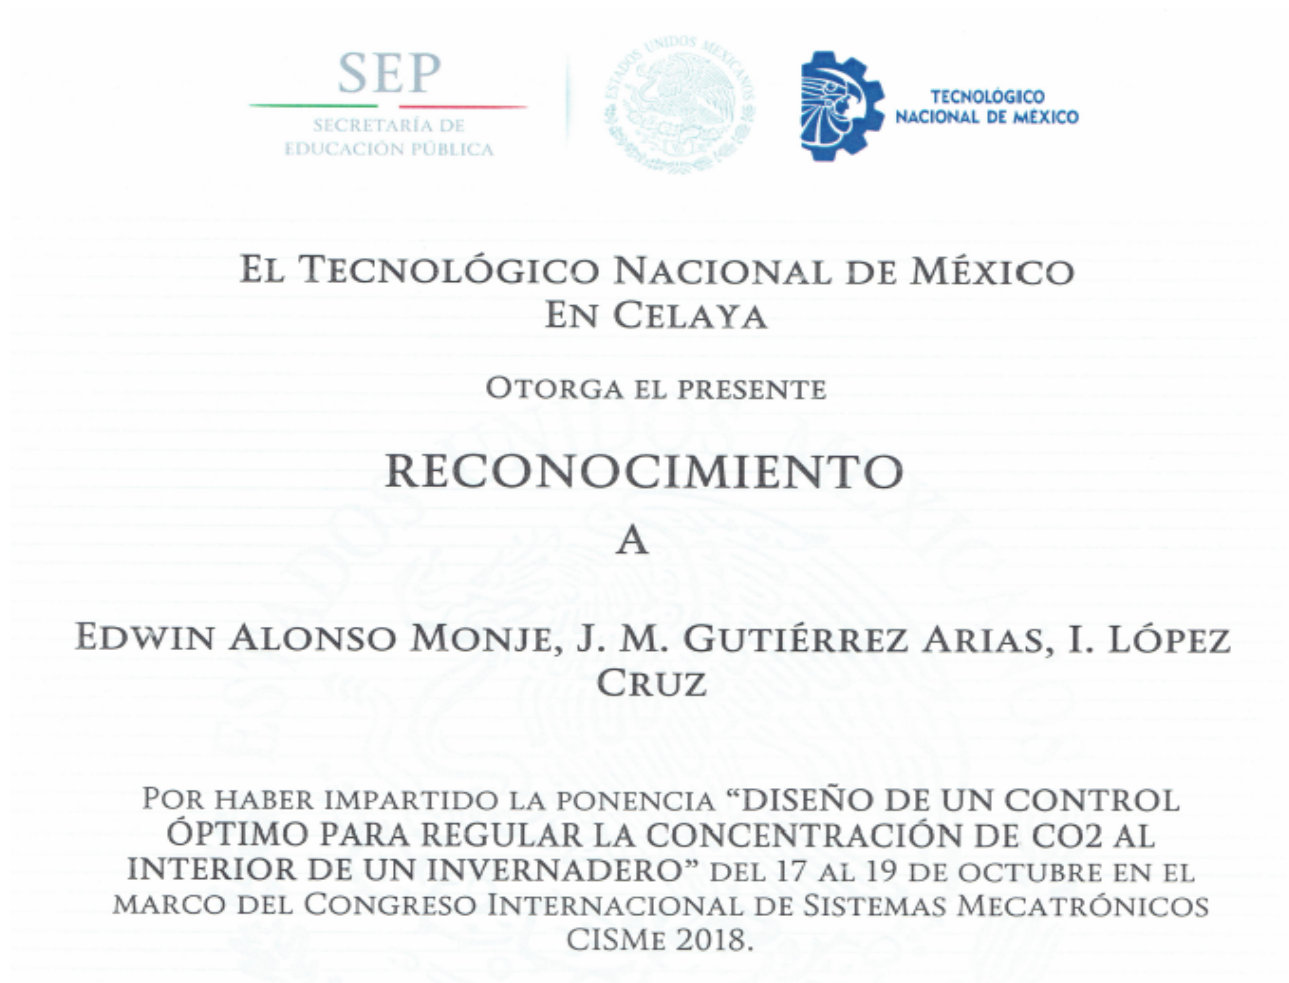 SEP
SECRETARÍA DE
EDUCACIÓN PÚBLICA
ESTADOS UNIDOS MEXICANOS
TECNOLÓGICO
NACIONAL DE MÉXICO
EL TECNOLÓGICO NACIONAL DE MÉXICO
EN CELAYA
OTORGA EL PRESENTE
RECONOCIMIENTO
A
EDWIN ALONSO MONJE, J. M. GUTIÉRREZ ARIAS, I. LÓPEZ
CRUZ
POR HABER IMPARTIDO LA PONENCIA “DISEÑO DE UN CONTROL
ÓPTIMO PARA REGULAR LA CONCENTRACIÓN DE CO2 AL
INTERIOR DE UN INVERNADERO” DEL 17 AL 19 DE OCTUBRE EN EL
MARCO DEL CONGRESO INTERNACIONAL DE SISTEMAS MECATRÓNICOS
CISME 2018.
ESTADOS UNIDOS MEXICANOS